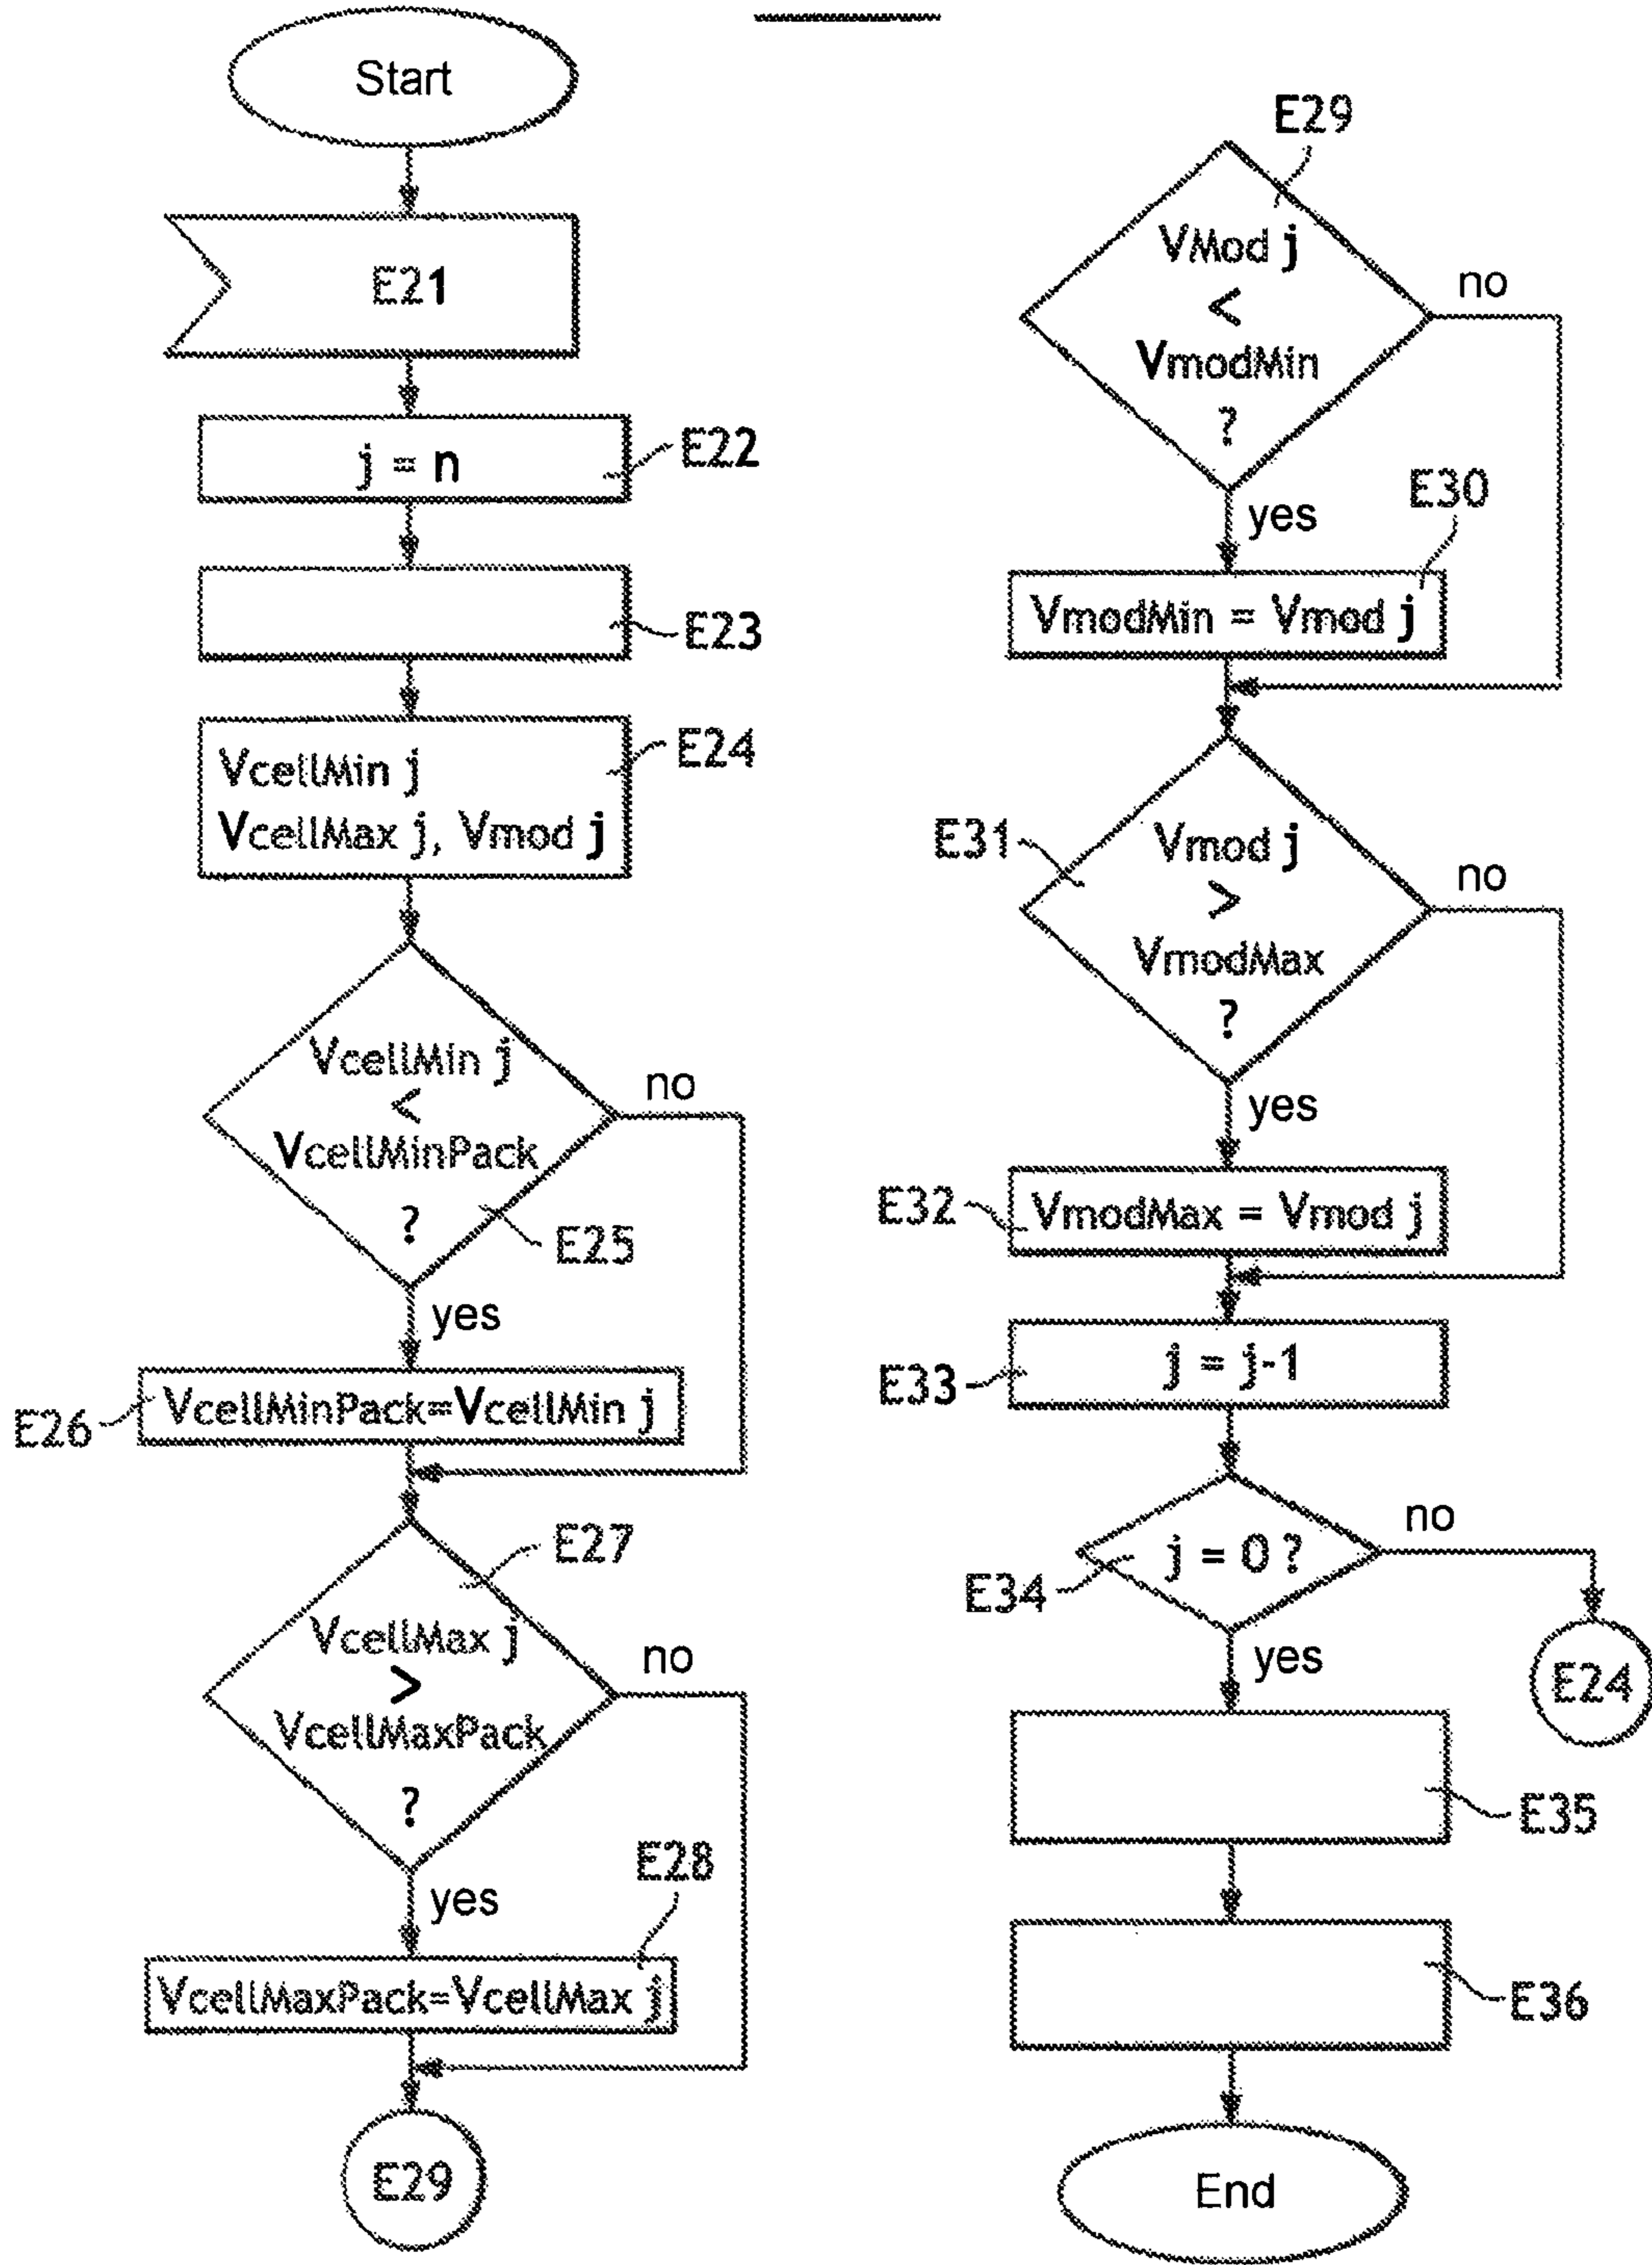 Start
E21
j = n
E22
E23
VcellMin j
VcellMax j, Vmod j
E24
VcellMin j
<
VcellMinPack
?
no
E25
yes
VcellMinPack=VcellMin j
E26
E27
VcellMax j
>
VcellMaxPack
?
no
yes
E28
VcellMaxPack=VcellMax j
E29
E29
VMod j
<
VmodMin
?
no
yes
E30
VmodMin = Vmod j
E31
Vmod j
>
VmodMax
?
no
yes
E32
VmodMax = Vmod j
E33
j = j-1
E34
j = 0 ?
no
E24
yes
E35
E36
End